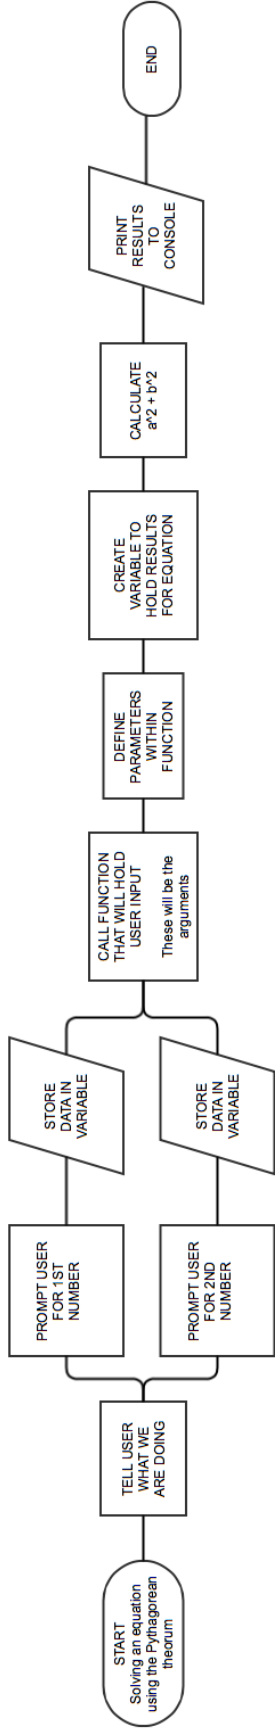 START
Solving an equation
using the Pythagorean
theorum
TELL USER
WHAT WE
ARE DOING
PROMPT USER
FOR 1ST
NUMBER
STORE
DATA IN
VARIABLE
PROMPT USER
FOR 2ND
NUMBER
STORE
DATA IN
VARIABLE
CALL FUNCTION
THAT WILL HOLD
USER INPUT
These will be the
arguments
DEFINE
PARAMETERS
WITHIN
FUNCTION
CREATE
VARIABLE TO
HOLD RESULTS
FOR EQUATION
CALCULATE
a^2 + b^2
PRINT
RESULTS
TO
CONSOLE
END